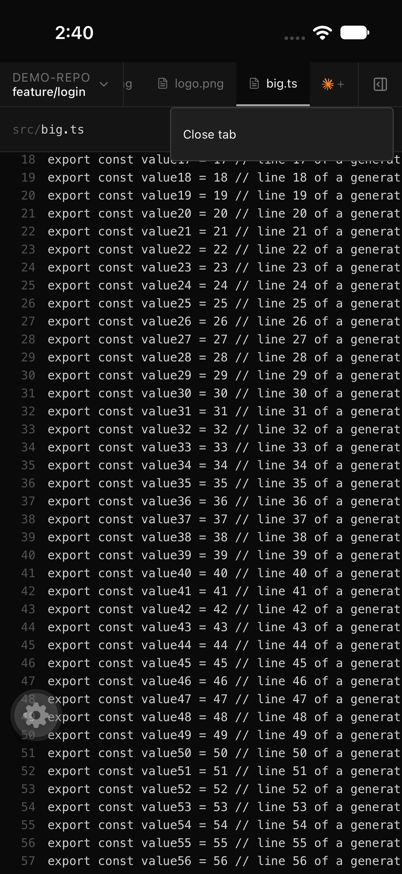 2:40
DEMO-REPO
feature/login
g
logo.png
big.ts
+
src/big.ts
Close tab
18 export const value17 = 17 // line 17 of a generat
19 export const value18 = 18 // line 18 of a generat
20 export const value19 = 19 // line 19 of a generat
21 export const value20 = 20 // line 20 of a generat
22 export const value21 = 21 // line 21 of a generat
23 export const value22 = 22 // line 22 of a generat
24 export const value23 = 23 // line 23 of a generat
25 export const value24 = 24 // line 24 of a generat
26 export const value25 = 25 // line 25 of a generat
27 export const value26 = 26 // line 26 of a generat
28 export const value27 = 27 // line 27 of a generat
29 export const value28 = 28 // line 28 of a generat
30 export const value29 = 29 // line 29 of a generat
31 export const value30 = 30 // line 30 of a generat
32 export const value31 = 31 // line 31 of a generat
33 export const value32 = 32 // line 32 of a generat
34 export const value33 = 33 // line 33 of a generat
35 export const value34 = 34 // line 34 of a generat
36 export const value35 = 35 // line 35 of a generat
37 export const value36 = 36 // line 36 of a generat
38 export const value37 = 37 // line 37 of a generat
39 export const value38 = 38 // line 38 of a generat
40 export const value39 = 39 // line 39 of a generat
41 export const value40 = 40 // line 40 of a generat
42 export const value41 = 41 // line 41 of a generat
43 export const value42 = 42 // line 42 of a generat
44 export const value43 = 43 // line 43 of a generat
45 export const value44 = 44 // line 44 of a generat
46 export const value45 = 45 // line 45 of a generat
47 export const value46 = 46 // line 46 of a generat
48 export const value47 = 47 // line 47 of a generat
export const value48 = 48 // line 48 of a generat
50 export const value49 = 49 // line 49 of a generat
51 export const value50 = 50 // line 50 of a generat
52 export const value51 = 51 // line 51 of a generat
53 export const value52 = 52 // line 52 of a generat
54 export const value53 = 53 // line 53 of a generat
55 export const value54 = 54 // line 54 of a generat
56 export const value55 = 55 // line 55 of a generat
57 export const value56 = 56 // line 56 of a generat